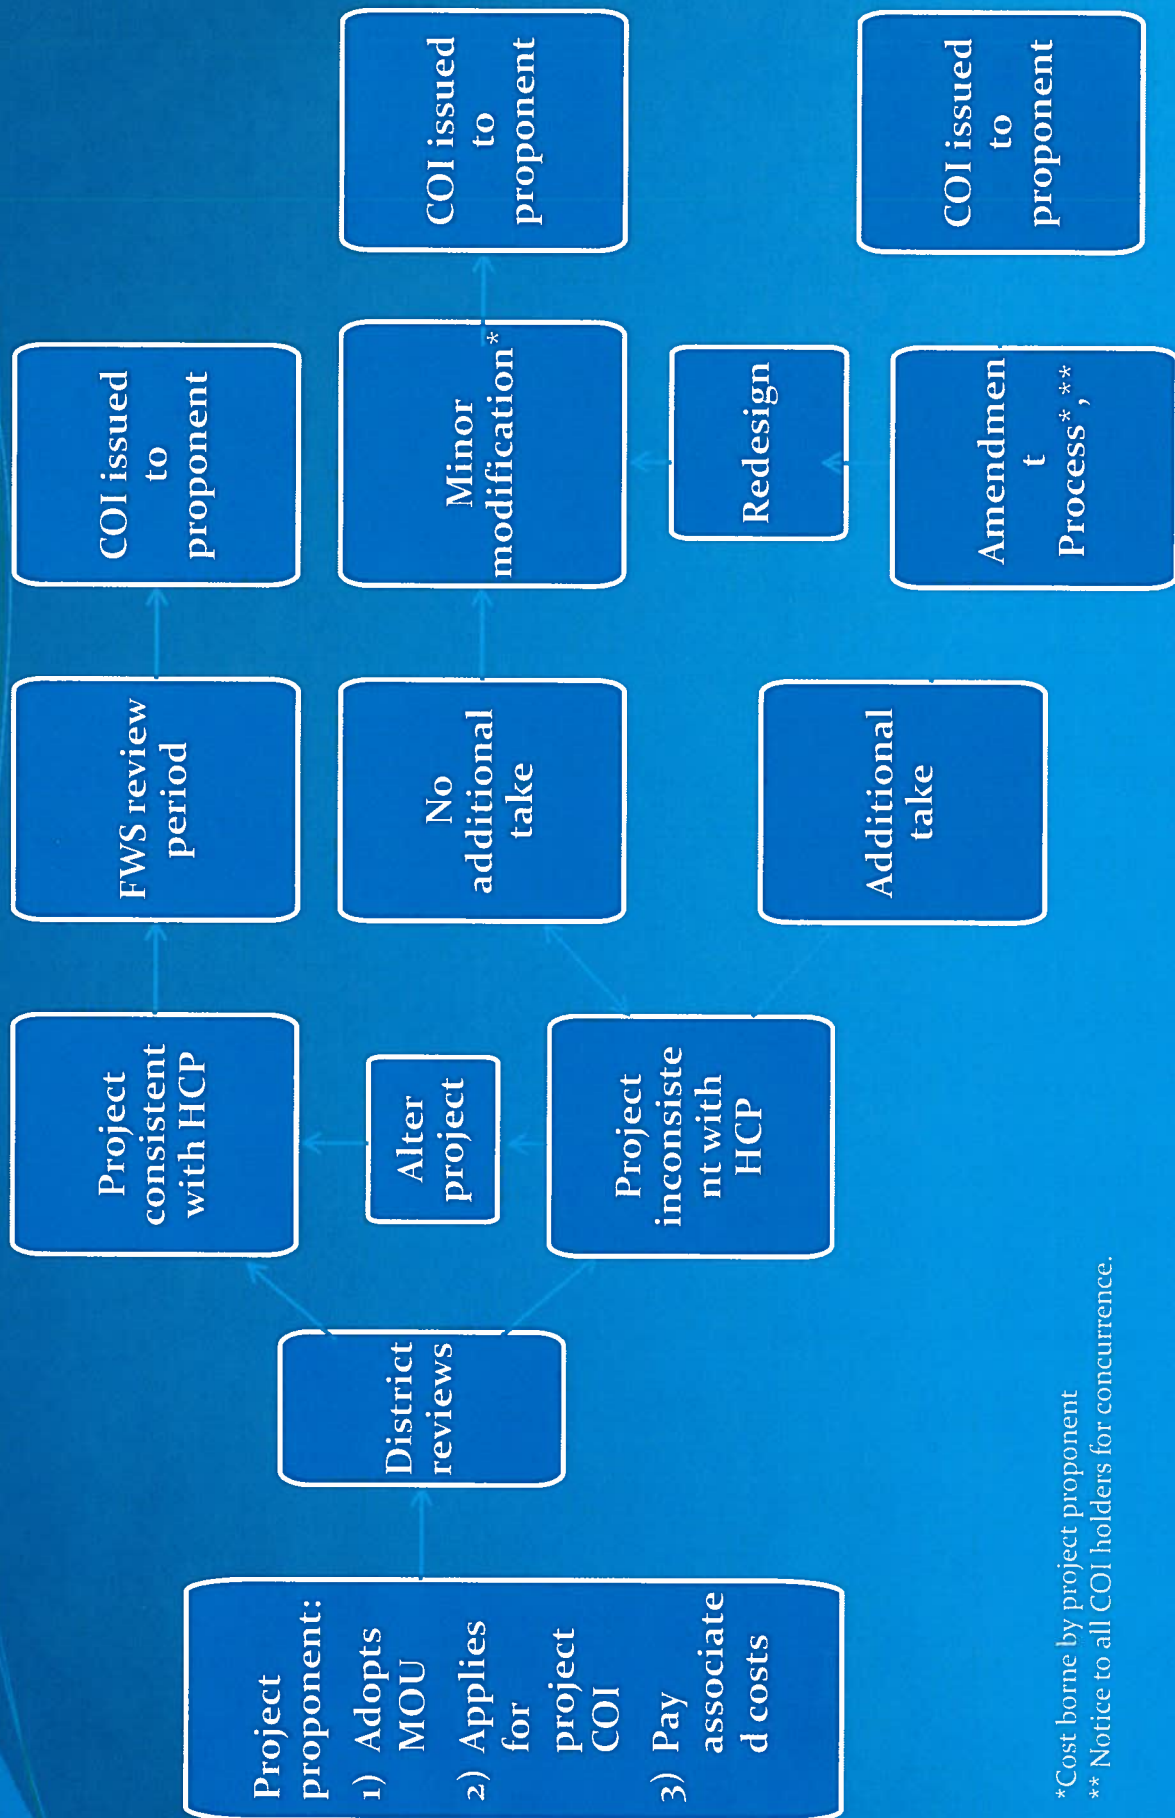 Project
proponent:
1) Adopts
MOU
2) Applies
for
project
COI
3) Pay
associate
d costs
District
reviews
Project
consistent
with HCP
Alter
project
Project
inconsiste
nt with
HCP
FWS review
period
No
additional
take
Additional
take
COI issued
to
proponent
Minor
modification*
Redesign
Amendmen
t
Process*,**
COI issued
to
proponent
COI issued
to
proponent
*Cost borne by project proponent
** Notice to all COI holders for concurrence.